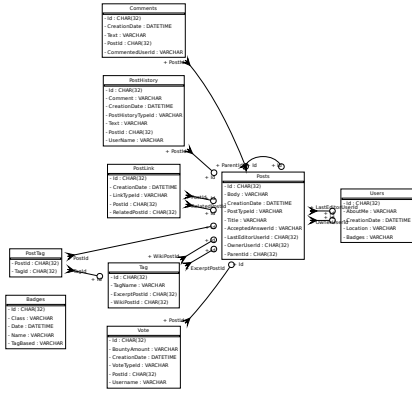 Comments
- Id : CHAR(32)
- CreationDate : DATETIME
- Text : VARCHAR
- PostId : CHAR(32)
- CommentedUserId : VARCHAR
+ PostId
PostHistory
- Id : CHAR(32)
- Comment : VARCHAR
- CreationDate : DATETIME
- PostHistoryTypeId : VARCHAR
- Text : VARCHAR
- PostId : CHAR(32)
- UserName : VARCHAR
+ PostId
+ Id
+ ParentId
+ Id
+ Id
PostLink
- Id : CHAR(32)
- CreationDate : DATETIME
- LinkTypeId : VARCHAR
- PostId : CHAR(32)
- RelatedPostId : CHAR(32)
Posts
- Id : CHAR(32)
- Body : VARCHAR
- CreationDate : DATETIME
- PostTypeId : VARCHAR
- Title : VARCHAR
- AcceptedAnswerId : VARCHAR
- LastEditorUserId : CHAR(32)
- OwnerUserId : CHAR(32)
- ParentId : CHAR(32)
+ LastEditorUserId
Users
- Id : CHAR(32)
- AboutMe : VARCHAR
- CreationDate : DATETIME
- Location : VARCHAR
- Badges : VARCHAR
PostTag
- PostId : CHAR(32)
- TagId : CHAR(32)
+ PostId
+ TagId
+ Id
+ WikiPostId
+ ExcerptPostId
Tag
- Id : CHAR(32)
- TagName : VARCHAR
- ExcerptPostId : CHAR(32)
- WikiPostId : CHAR(32)
+ Id
Badges
- Id : CHAR(32)
- Class : VARCHAR
- Date : DATETIME
- Name : VARCHAR
- TagBased : VARCHAR
+ PostId
Vote
- Id : CHAR(32)
- BountyAmount : VARCHAR
- CreationDate : DATETIME
- VoteTypeId : VARCHAR
- PostId : CHAR(32)
- Username : VARCHAR